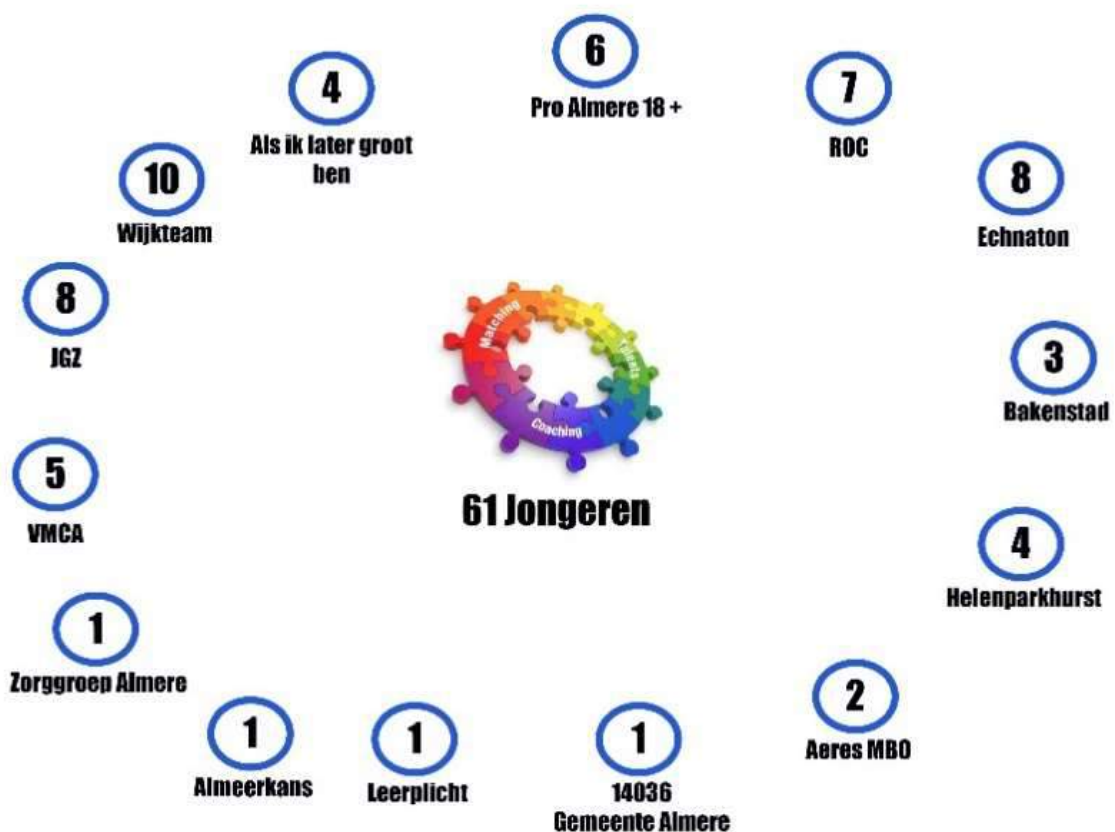 6
Pro Almere 18 +
7
ROC
8
Echnaton
3
Bakenstad
4
Helenparkhurst
2
Aeres MBO
1
14036
Gemeente Almere
1
Leerplicht
1
Almeerkans
1
Zorggroep Almere
5
VMCA
8
JGZ
10
Wijkteam
4
Als ik later groot
ben
Matching
Talents
Coaching
61 Jongeren